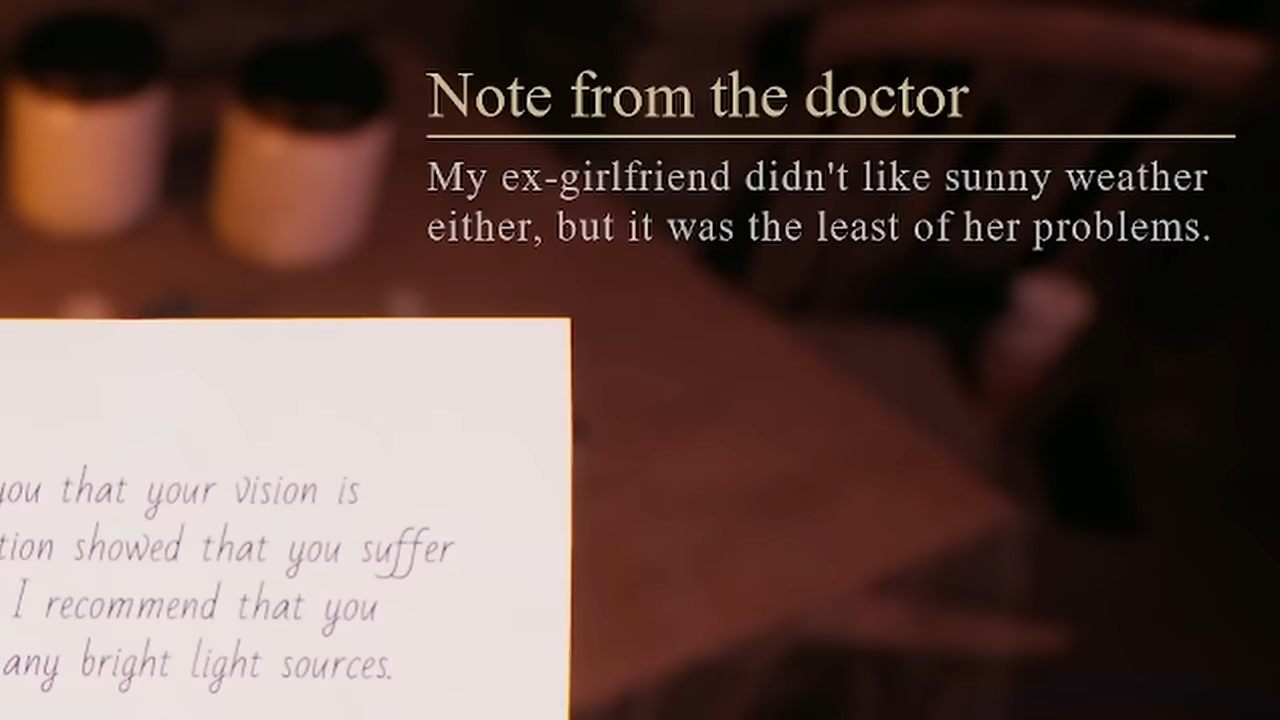 Note from the doctor
My ex-girlfriend didn't like sunny weather
either, but it was the least of her problems.
you that your vision is
tion showed that you suffer
I recommend that you
any bright light sources.